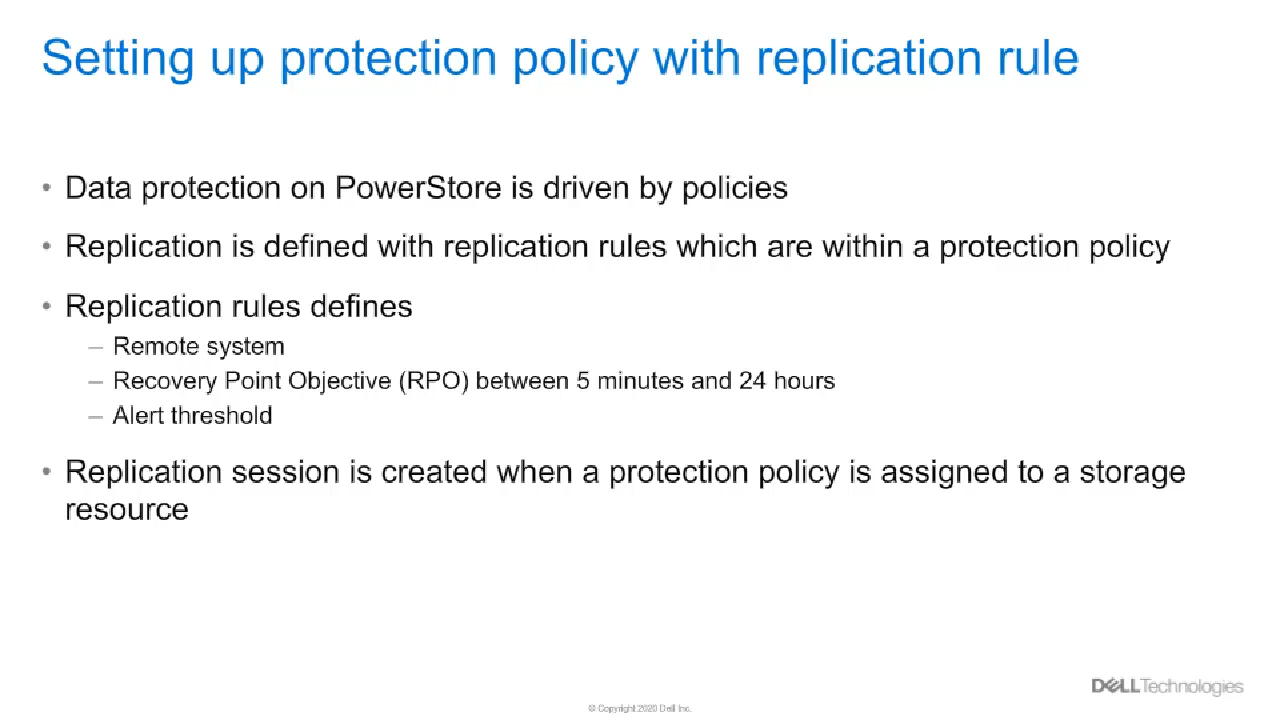 Setting up protection policy with replication rule
• Data protection on PowerStore is driven by policies
• Replication is defined with replication rules which are within a protection policy
• Replication rules defines
– Remote system
– Recovery Point Objective (RPO) between 5 minutes and 24 hours
– Alert threshold
• Replication session is created when a protection policy is assigned to a storage
resource
DELLTechnologies
© Copyright 2020 Dell Inc.